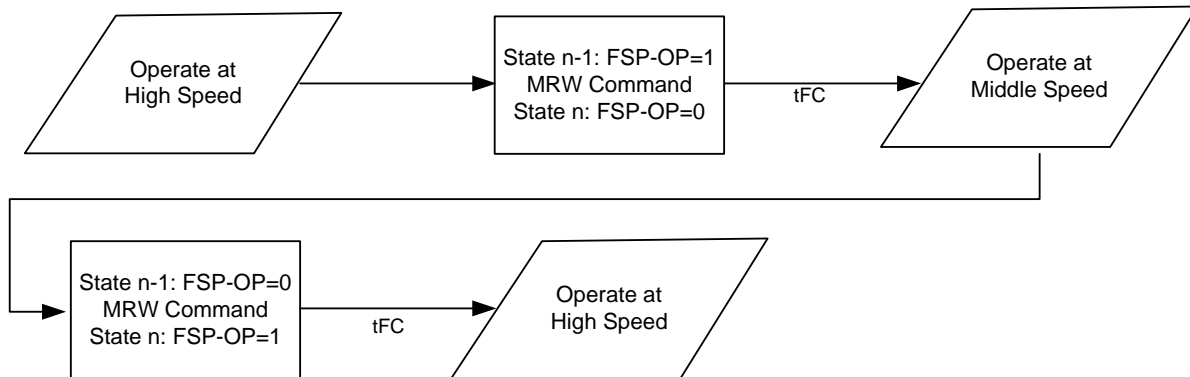 Operate at
High Speed
State n-1: FSP-OP=1
MRW Command
State n: FSP-OP=0
tFC
Operate at
Middle Speed
State n-1: FSP-OP=0
MRW Command
State n: FSP-OP=1
tFC
Operate at
High Speed